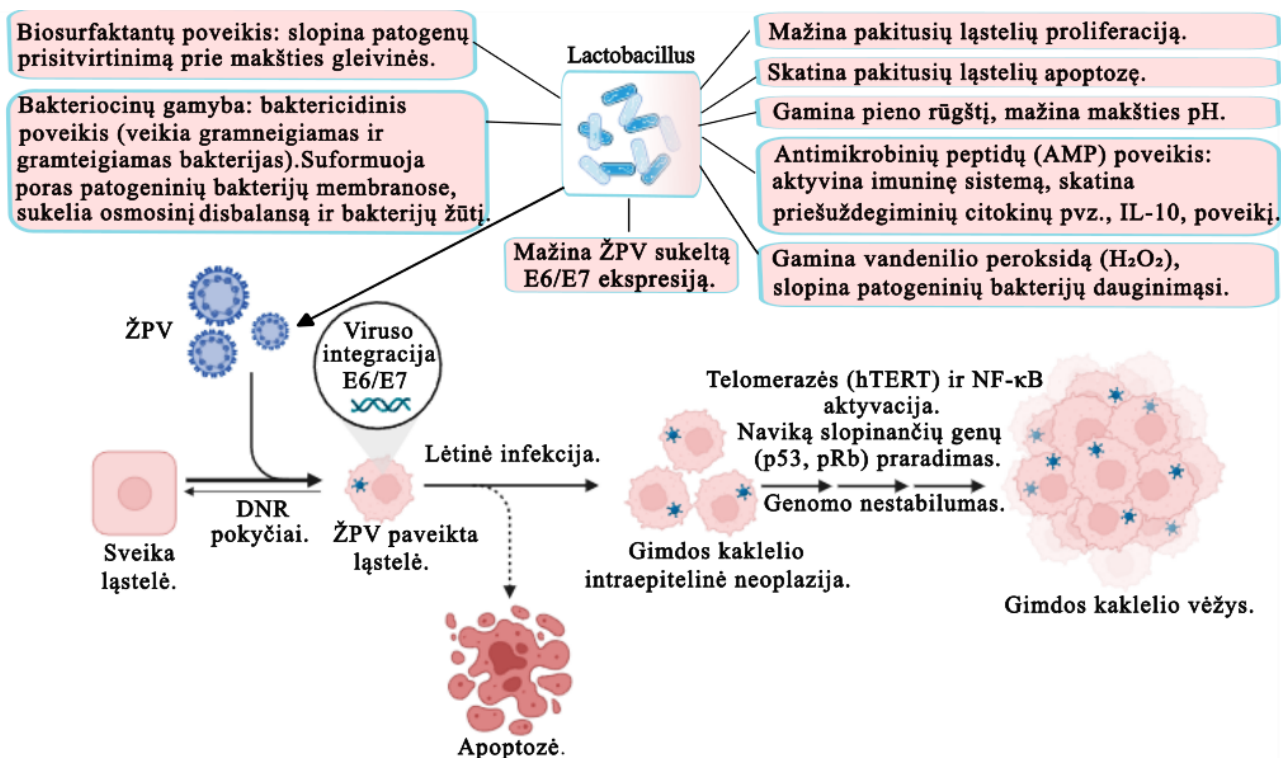 Biosurfaktantų poveikis: slopina patogenų
prisitvirtinimą prie makšties gleivinės.
Bakteriocinų gamyba: baktericidinis
poveikis (veikia gramneigiamas ir
gramteigiamas bakterijas).Suformuoja
poras patogeninių bakterijų membranose,
sukelia osmosinį disbalansą ir bakterijų žūtį.
Lactobacillus
Mažina ŽPV sukeltą
E6/E7 ekspresiją.
Mažina pakitusių ląstelių proliferaciją.
Skatina pakitusių ląstelių apoptozę.
Gamina pieno rūgštį, mažina makšties pH.
Antimikrobinių peptidų (AMP) poveikis:
aktyvina imuninę sistemą, skatina
priešuždegiminių citokinų pvz., IL-10, poveikį.
Gamina vandenilio peroksidą (H₂O₂),
slopina patogeninių bakterijų dauginimąsi.
ŽPV
Viruso
integracija
E6/E7
Sveika
ląstelė.
DNR
pokyčiai.
ŽPV paveikta
ląstelė.
Lėtinė infekcija.
Apoptozė.
Gimdos kaklelio
intraepitelinė neoplazija.
Telomerazės (hTERT) ir NF-κB
aktyvacija.
Naviką slopinančių genų
(p53, pRb) praradimas.
Genomo nestabilumas.
Gimdos kaklelio vėžys.